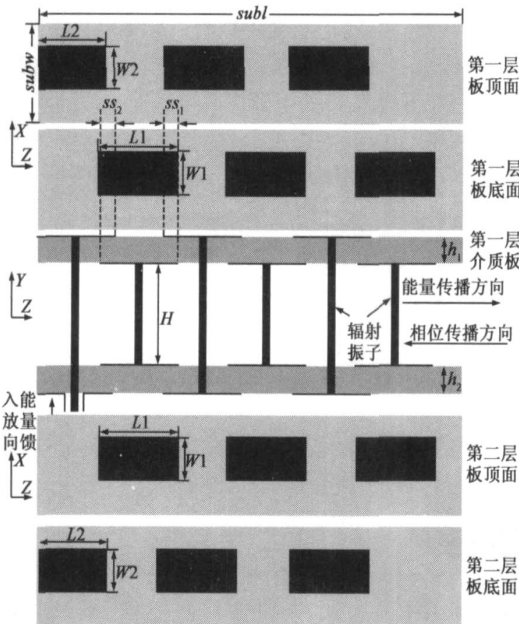 subl
L2
W2
subw
第一层
板顶面
ss₂
ss₁
X
Z
L1
W1
第一层
板底面
第一层
介质板
h₁
Y
Z
H
能量传播方向
辐射
振子
相位传播方向
h₂
入能
放量
向馈
X
Z
L1
W1
第二层
板顶面
L2
W2
第二层
板底面